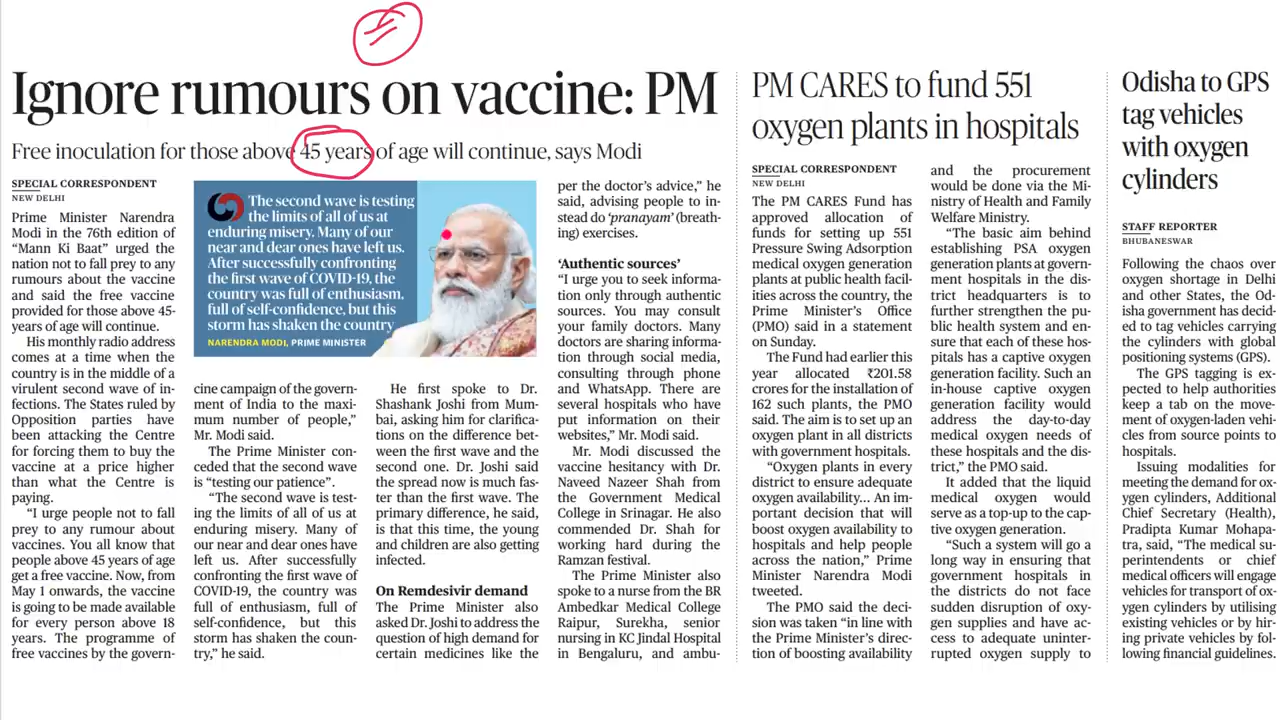 Ignore rumours on vaccine: PM
Free inoculation for those above 45 years of age will continue, says Modi
SPECIAL CORRESPONDENT
NEW DELHI
Prime Minister Narendra
Modi in the 76th edition of
“Mann Ki Baat” urged the
nation not to fall prey to any
rumours about the vaccine
and said the free vaccine
provided for those above 45-
years of age will continue.
His monthly radio address
comes at a time when the
country is in the middle of a
virulent second wave of in-
fections. The States ruled by
Opposition parties have
been attacking the Centre
for forcing them to buy the
vaccine at a price higher
than what the Centre is
paying.
“I urge people not to fall
prey to any rumour about
vaccines. You all know that
people above 45 years of age
get a free vaccine. Now, from
May 1 onwards, the vaccine
is going to be made available
for every person above 18
years. The programme of
free vaccines by the govern-
The second wave is testing
the limits of all of us at
enduring misery. Many of our
near and dear ones have left us.
After successfully confronting
the first wave of COVID-19, the
country was full of enthusiasm,
full of self-confidence, but this
storm has shaken the country
NARENDRA MODI, PRIME MINISTER
cine campaign of the govern-
ment of India to the maxi-
mum number of people,”
Mr. Modi said.
The Prime Minister con-
ceded that the second wave
is “testing our patience”.
“The second wave is test-
ing the limits of all of us at
enduring misery. Many of
our near and dear ones have
left us. After successfully
confronting the first wave of
COVID-19, the country was
full of enthusiasm, full of
self-confidence, but this
storm has shaken the coun-
try,” he said.
He first spoke to Dr.
Shashank Joshi from Mum-
bai, asking him for clarifica-
tions on the difference bet-
ween the first wave and the
second one. Dr. Joshi said
the spread now is much fas-
ter than the first wave. The
primary difference, he said,
is that this time, the young
and children are also getting
infected.
On Remdesivir demand
The Prime Minister also
asked Dr. Joshi to address the
question of high demand for
certain medicines like the
per the doctor’s advice,” he
said, advising people to in-
stead do ‘pranayam’ (breath-
ing) exercises.
‘Authentic sources’
“I urge you to seek informa-
tion only through authentic
sources. You may consult
your family doctors. Many
doctors are sharing informa-
tion through social media,
consulting through phone
and WhatsApp. There are
several hospitals who have
put information on their
websites,” Mr. Modi said.
Mr. Modi discussed the
vaccine hesitancy with Dr.
Naveed Nazeer Shah from
the Government Medical
College in Srinagar. He also
commended Dr. Shah for
working hard during the
Ramzan festival.
The Prime Minister also
spoke to a nurse from the BR
Ambedkar Medical College
Raipur, Surekha, senior
nursing in KC Jindal Hospital
in Bengaluru, and ambu-
PM CARES to fund 551
oxygen plants in hospitals
SPECIAL CORRESPONDENT
NEW DELHI
The PM CARES Fund has
approved allocation of
funds for setting up 551
Pressure Swing Adsorption
medical oxygen generation
plants at public health facil-
ities across the country, the
Prime Minister’s Office
(PMO) said in a statement
on Sunday.
The Fund had earlier this
year allocated ₹201.58
crores for the installation of
162 such plants, the PMO
said. The aim is to set up an
oxygen plant in all districts
with government hospitals.
“Oxygen plants in every
district to ensure adequate
oxygen availability... An im-
portant decision that will
boost oxygen availability to
hospitals and help people
across the nation,” Prime
Minister Narendra Modi
tweeted.
The PMO said the deci-
sion was taken “in line with
the Prime Minister’s direc-
tion of boosting availability
and the procurement
would be done via the Mi-
nistry of Health and Family
Welfare Ministry.
“The basic aim behind
establishing PSA oxygen
generation plants at govern-
ment hospitals in the dis-
trict headquarters is to
further strengthen the pu-
blic health system and en-
sure that each of these hos-
pitals has a captive oxygen
generation facility. Such an
in-house captive oxygen
generation facility would
address the day-to-day
medical oxygen needs of
these hospitals and the dis-
trict,” the PMO said.
It added that the liquid
medical oxygen would
serve as a top-up to the cap-
tive oxygen generation.
“Such a system will go a
long way in ensuring that
government hospitals in
the districts do not face
sudden disruption of oxy-
gen supplies and have ac-
cess to adequate uninter-
rupted oxygen supply to
Odisha to GPS
tag vehicles
with oxygen
cylinders
STAFF REPORTER
BHUBANESWAR
Following the chaos over
oxygen shortage in Delhi
and other States, the Od-
isha government has decid-
ed to tag vehicles carrying
the cylinders with global
positioning systems (GPS).
The GPS tagging is ex-
pected to help authorities
keep a tab on the move-
ment of oxygen-laden vehi-
cles from source points to
hospitals.
Issuing modalities for
meeting the demand for ox-
ygen cylinders, Additional
Chief Secretary (Health),
Pradipta Kumar Mohapa-
tra, said, “The medical su-
perintendents or chief
medical officers will engage
vehicles for transport of ox-
ygen cylinders by utilising
existing vehicles or by hir-
ing private vehicles by fol-
lowing financial guidelines.